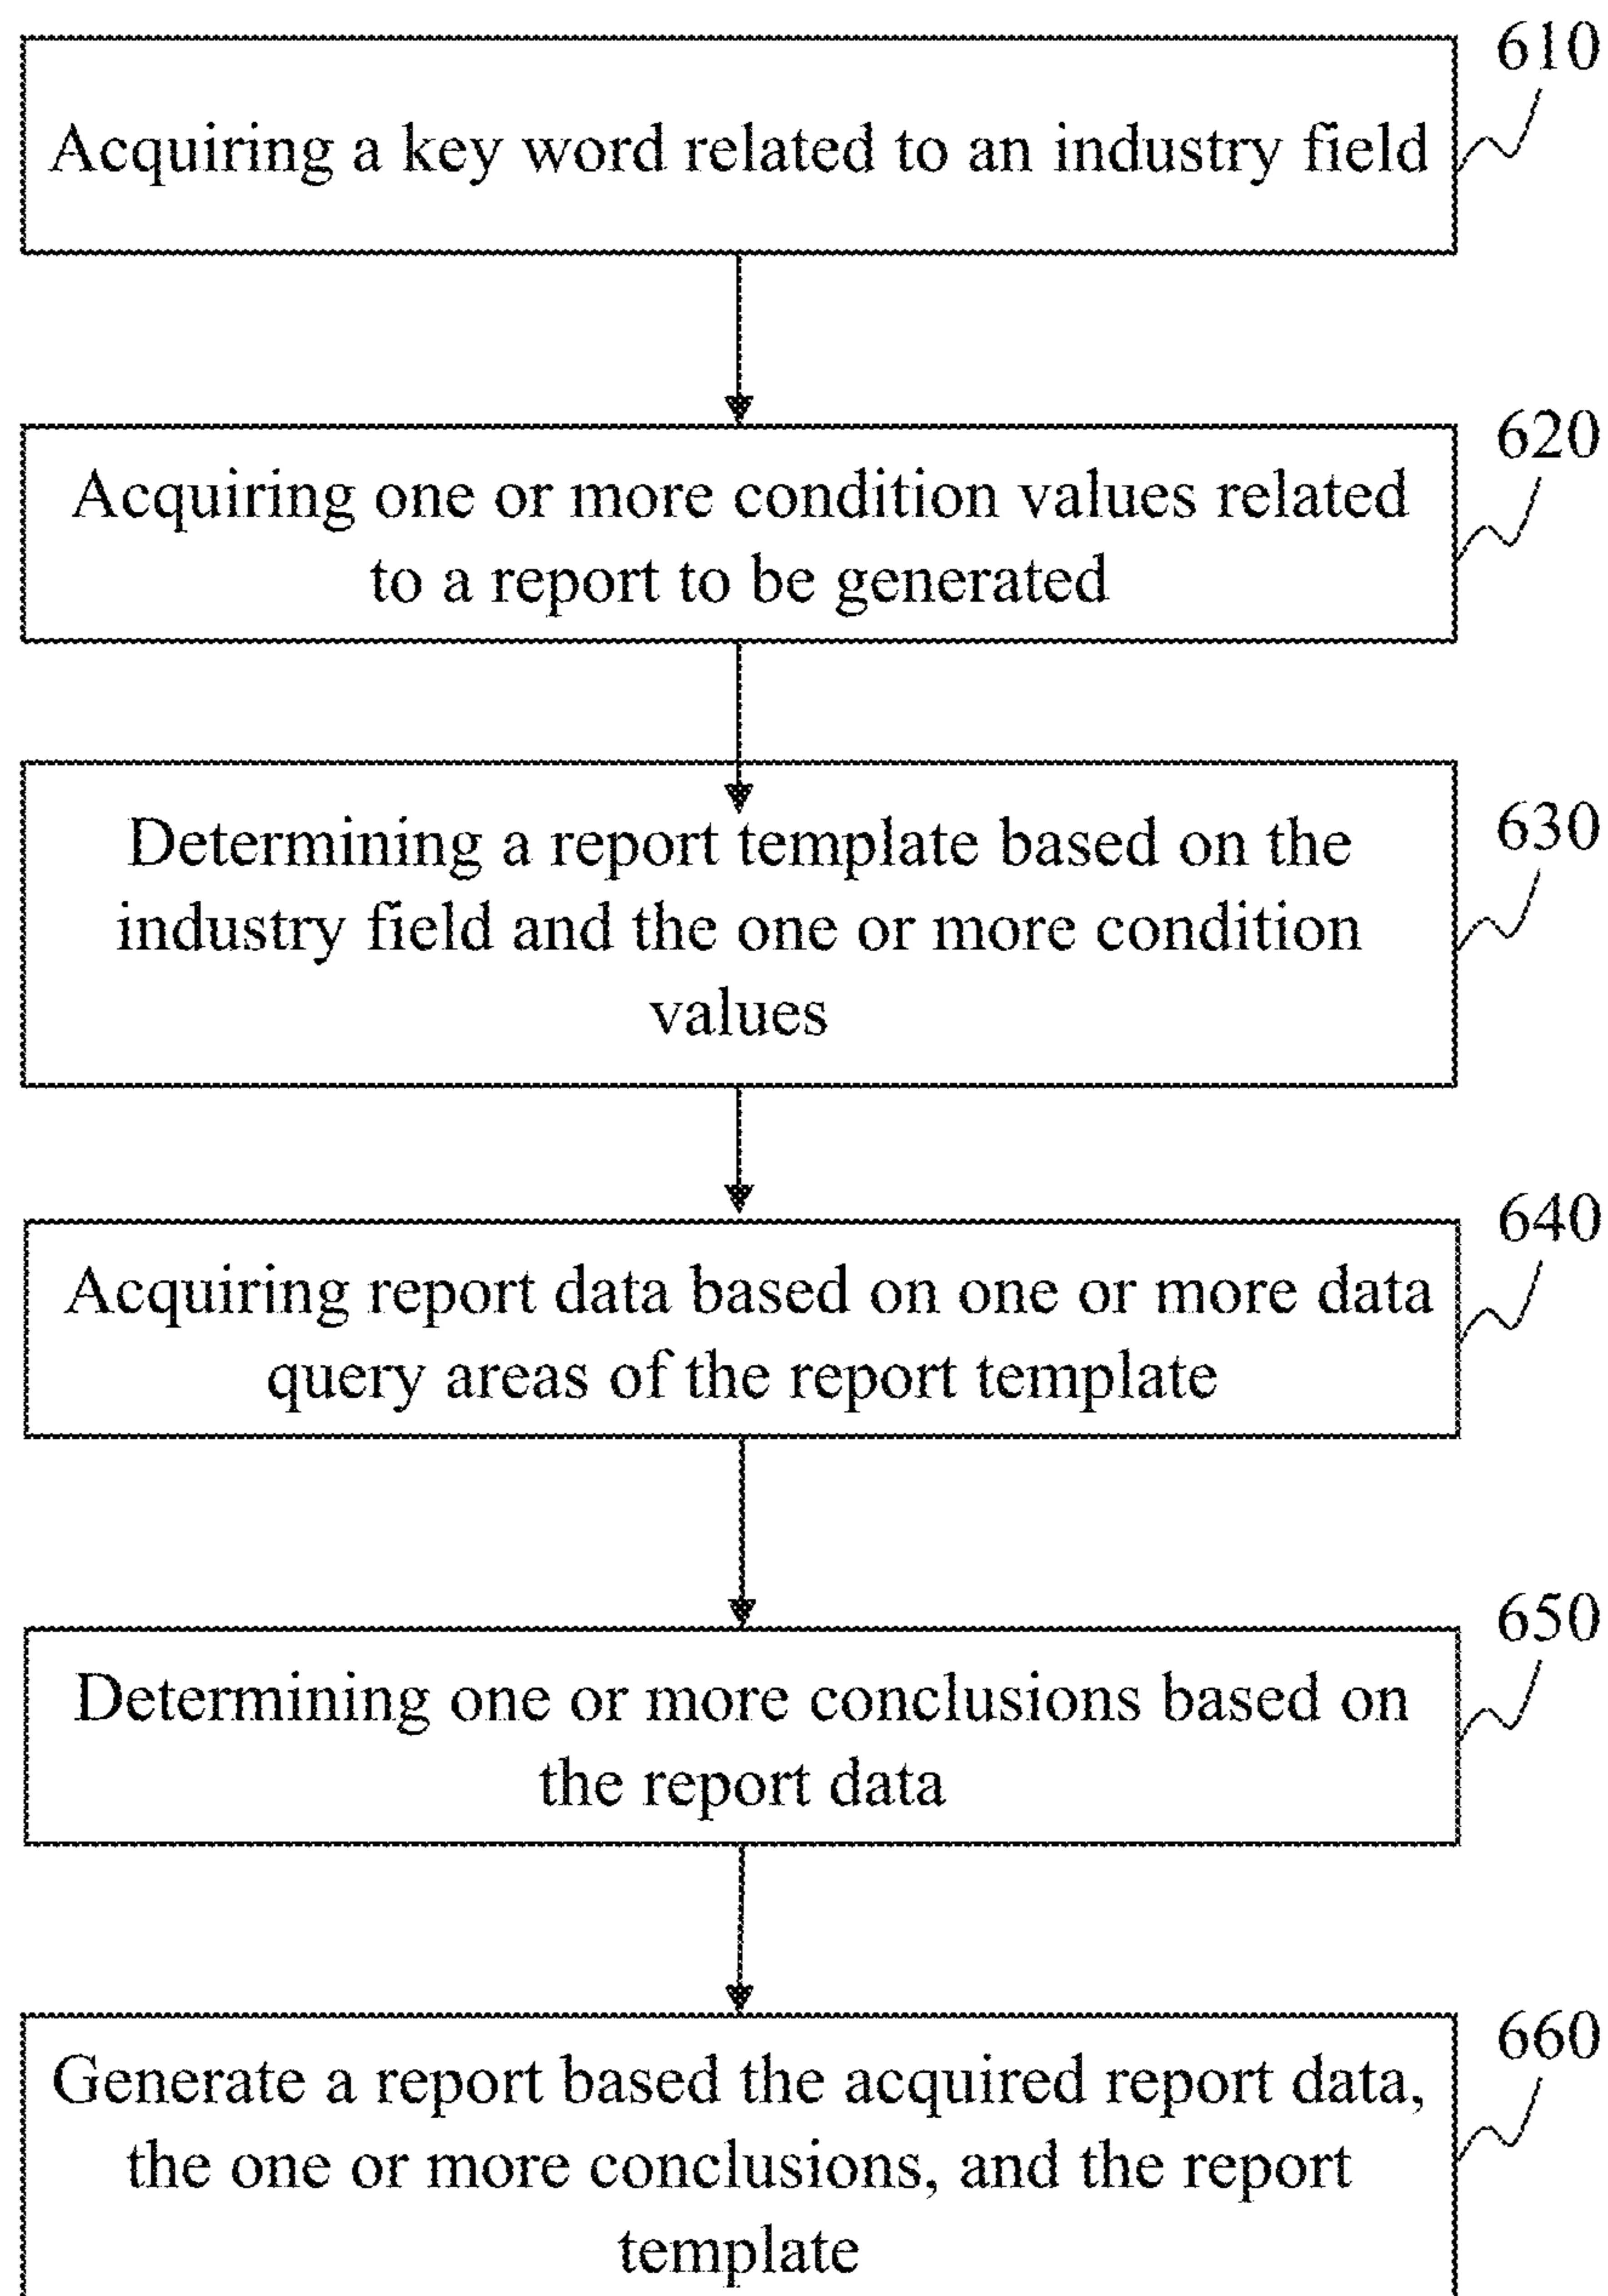 610
Acquiring a key word related to an industry field
620
Acquiring one or more condition values related
to a report to be generated
630
Determining a report template based on the
industry field and the one or more condition
values
640
Acquiring report data based on one or more data
query areas of the report template
650
Determining one or more conclusions based on
the report data
660
Generate a report based the acquired report data,
the one or more conclusions, and the report
template